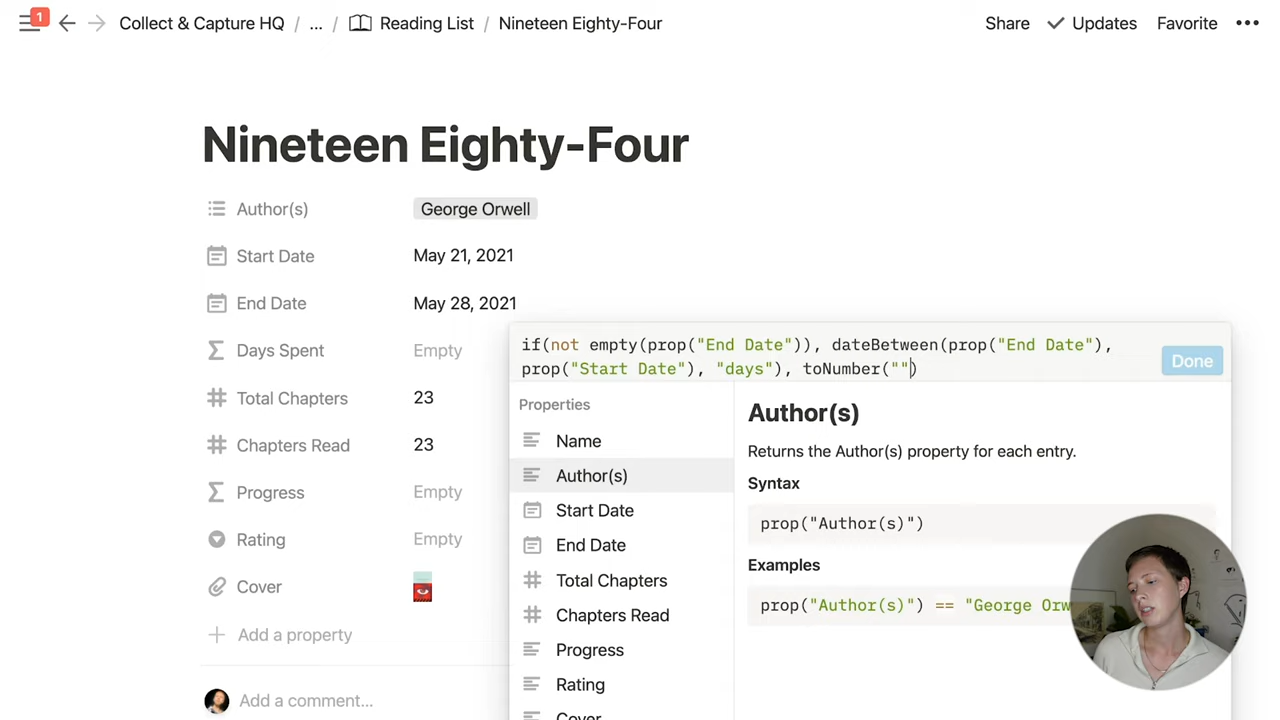 1
Collect & Capture HQ / ... / Reading List / Nineteen Eighty-Four
Share Updates Favorite •••
Nineteen Eighty-Four
Author(s) George Orwell
Start Date May 21, 2021
End Date May 28, 2021
Days Spent Empty
Total Chapters 23
Chapters Read 23
Progress Empty
Rating Empty
Cover
Add a property
Add a comment...
if(not empty(prop("End Date")), dateBetween(prop("End Date"),
prop("Start Date"), "days"), toNumber("")
Done
Properties
Name
Author(s)
Start Date
End Date
Total Chapters
Chapters Read
Progress
Rating
Cover
Author(s)
Returns the Author(s) property for each entry.
Syntax
prop("Author(s)")
Examples
prop("Author(s)") == "George